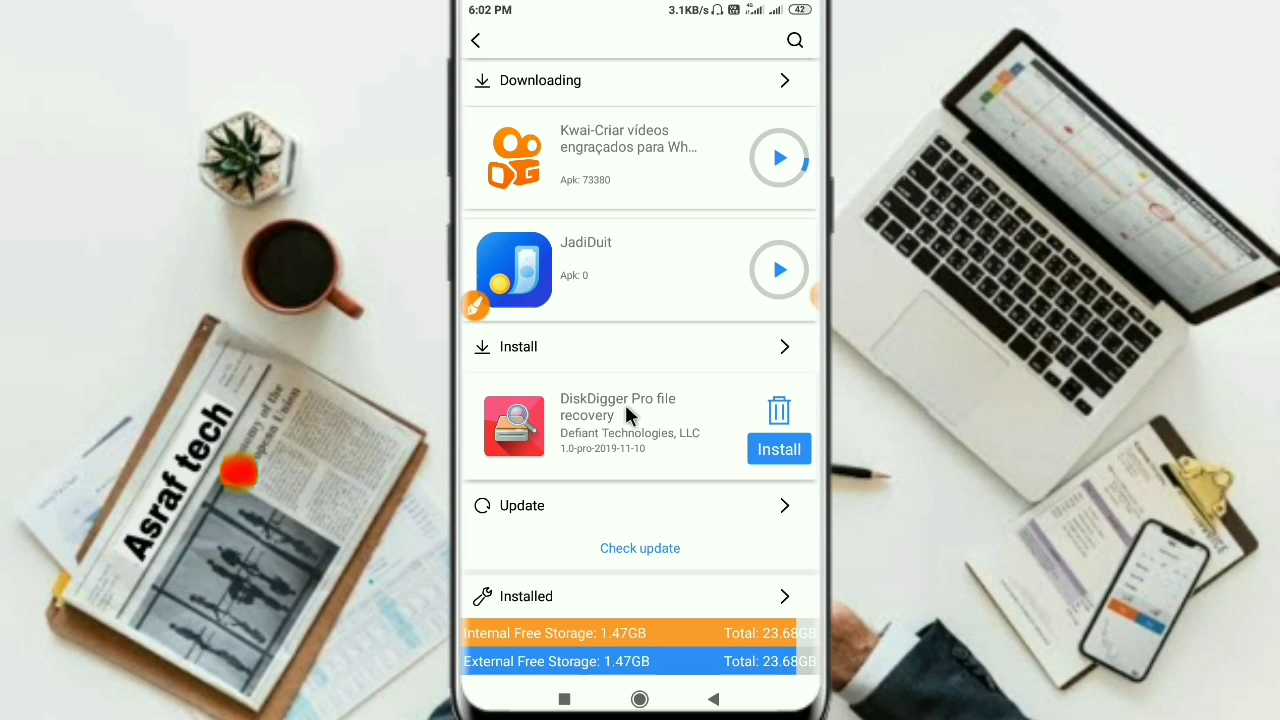 6:02 PM
3.1KB/s
4G
42
Downloading
Kwai-Criar vídeos
engraçados para Wh...
Apk: 73380
JadiDuit
Apk: 0
Install
DiskDigger Pro file
recovery
Defiant Technologies, LLC
1.0-pro-2019-11-10
Install
Update
Check update
Installed
Internal Free Storage: 1.47GB
Total: 23.68GB
External Free Storage: 1.47GB
Total: 23.68GB
Asraf tech